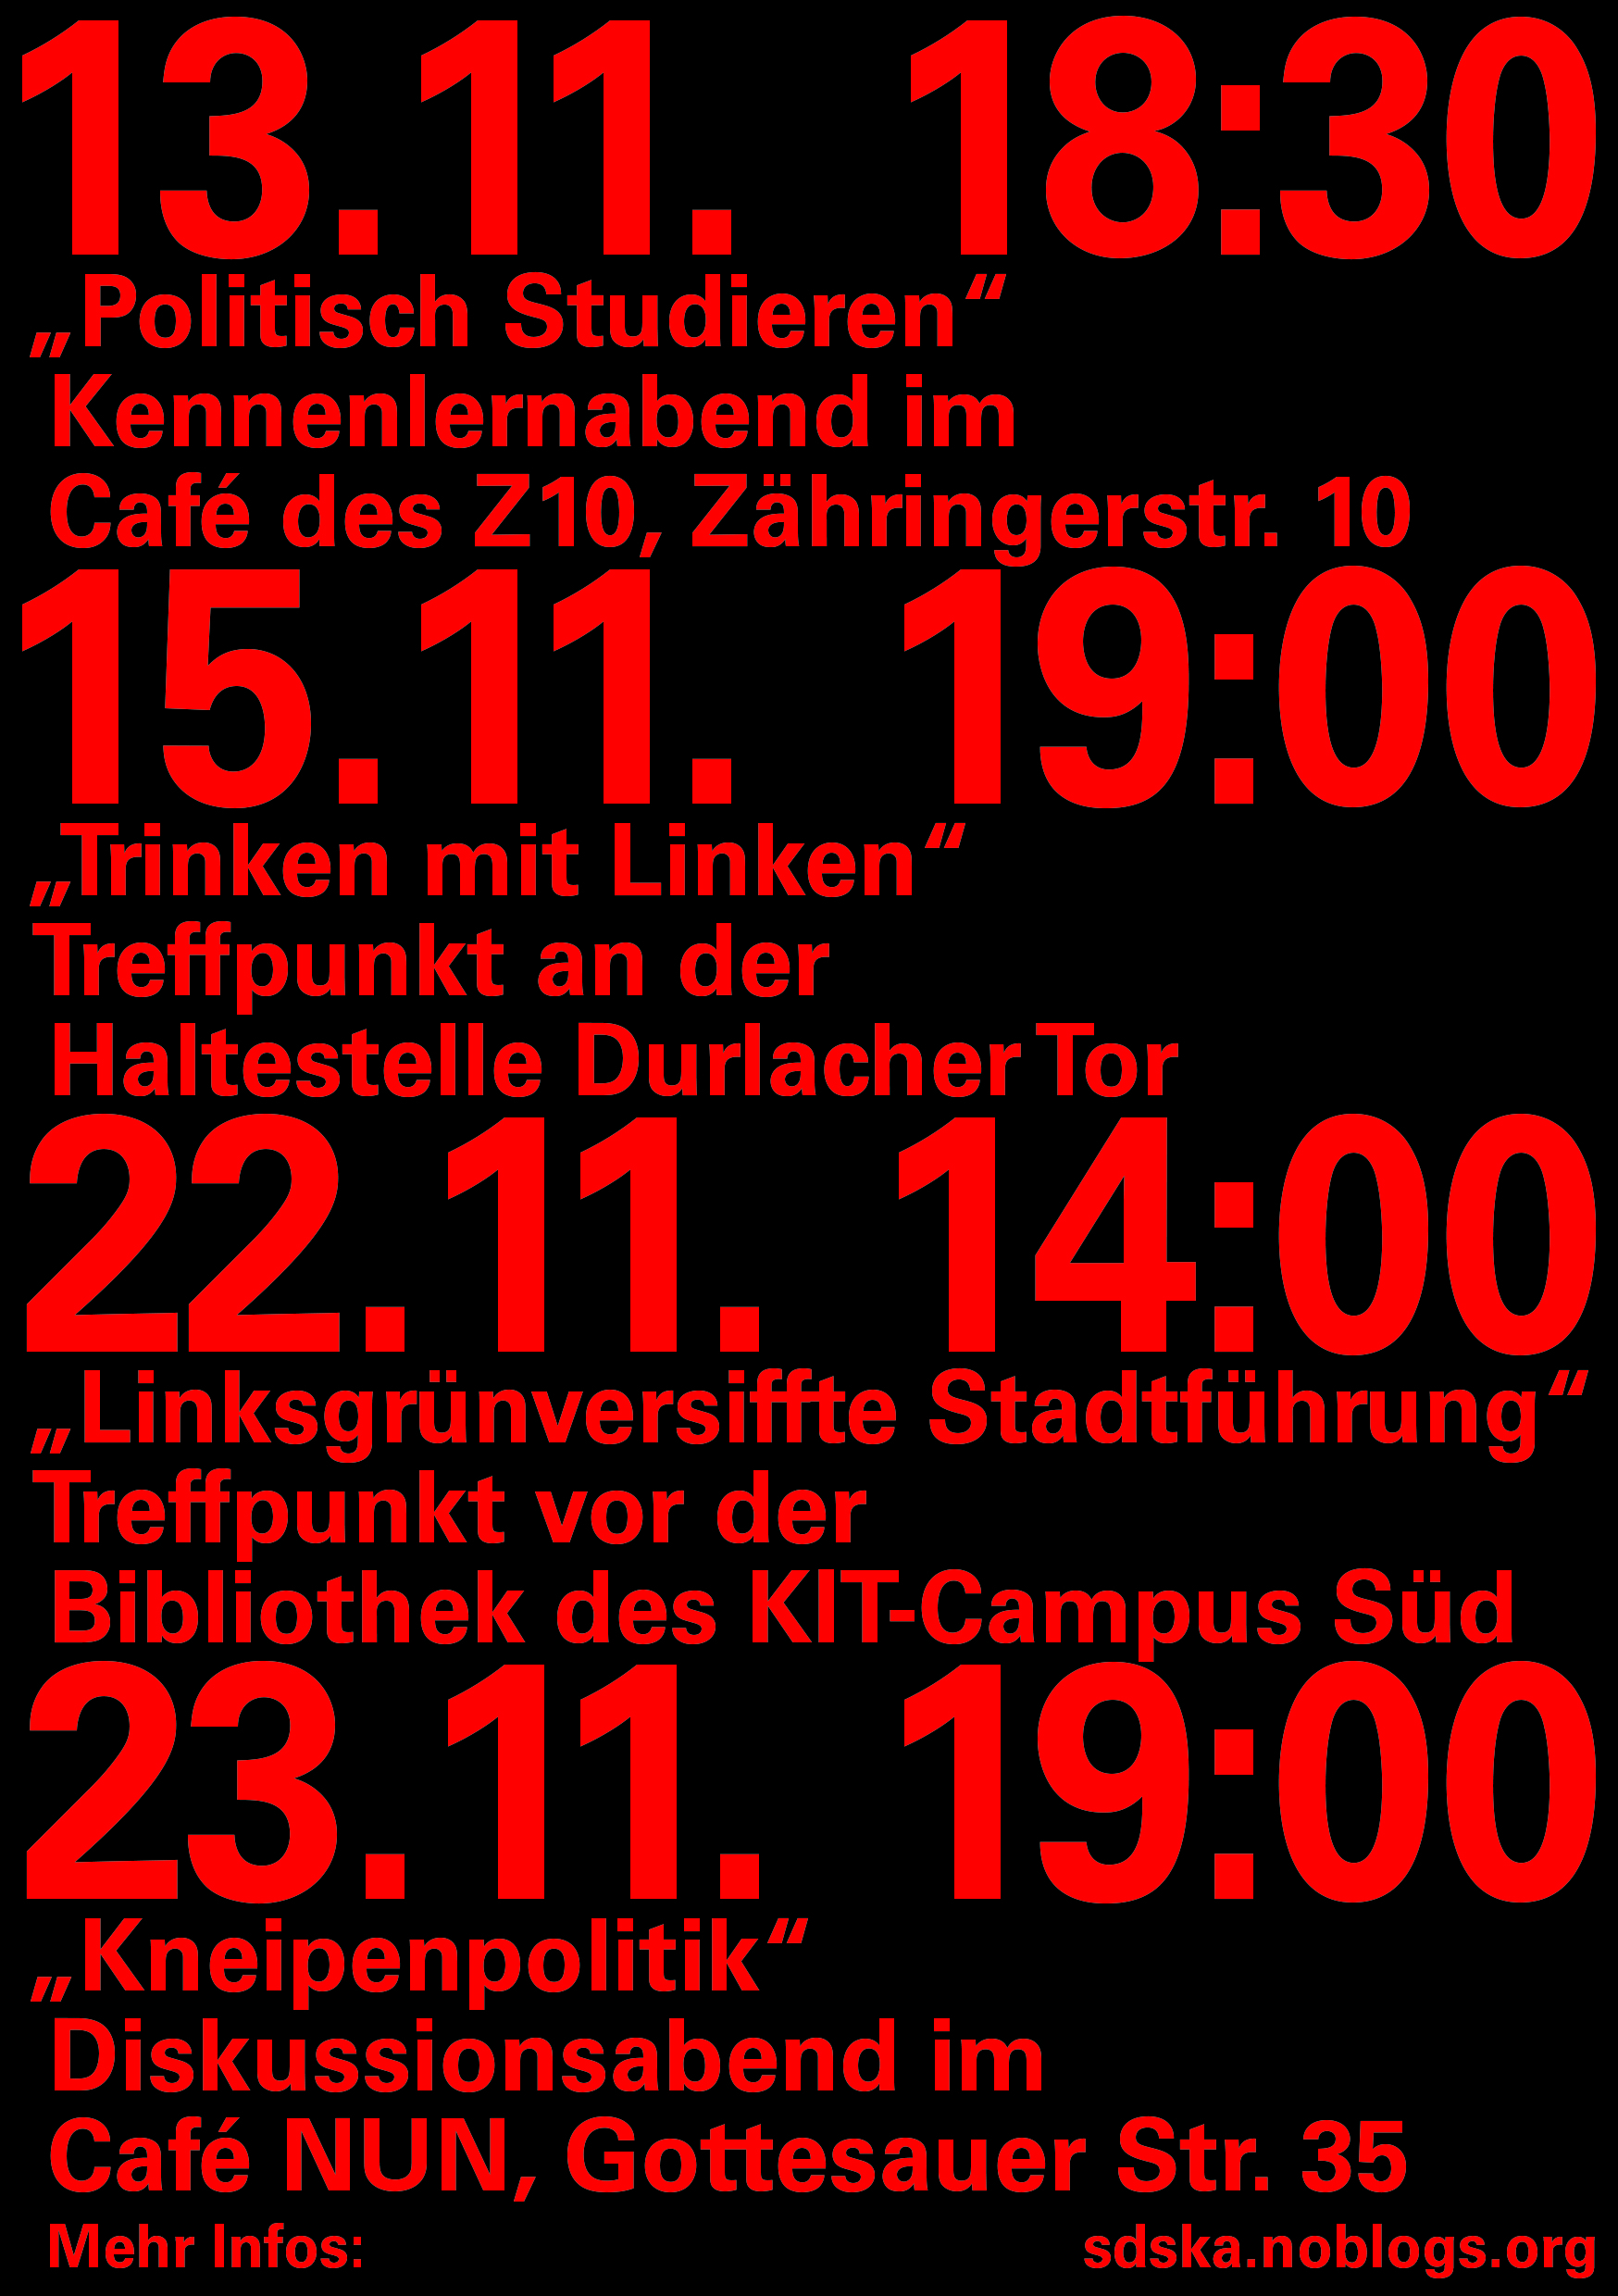 13.11. 18:30
„Politisch Studieren“
Kennenlernabend im
Café des Z10, Zähringerstr. 10
15.11. 19:00
„Trinken mit Linken“
Treffpunkt an der
Haltestelle Durlacher Tor
22.11. 14:00
„Linksgrünversiffte Stadtführung“
Treffpunkt vor der
Bibliothek des KIT-Campus Süd
23.11. 19:00
„Kneipenpolitik“
Diskussionsabend im
Café NUN, Gottesauer Str. 35
Mehr Infos: sdska.noblogs.org